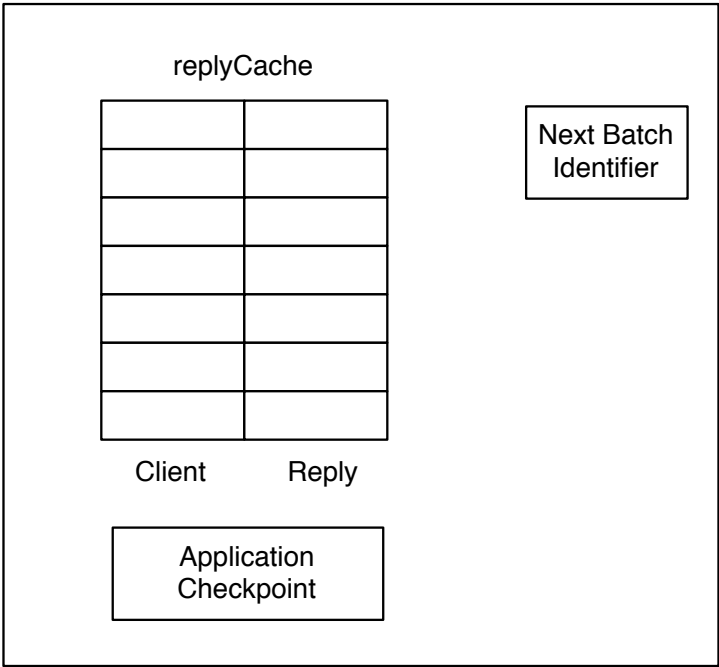 replyCache
Next Batch
Identifier
Client
Reply
Application
Checkpoint